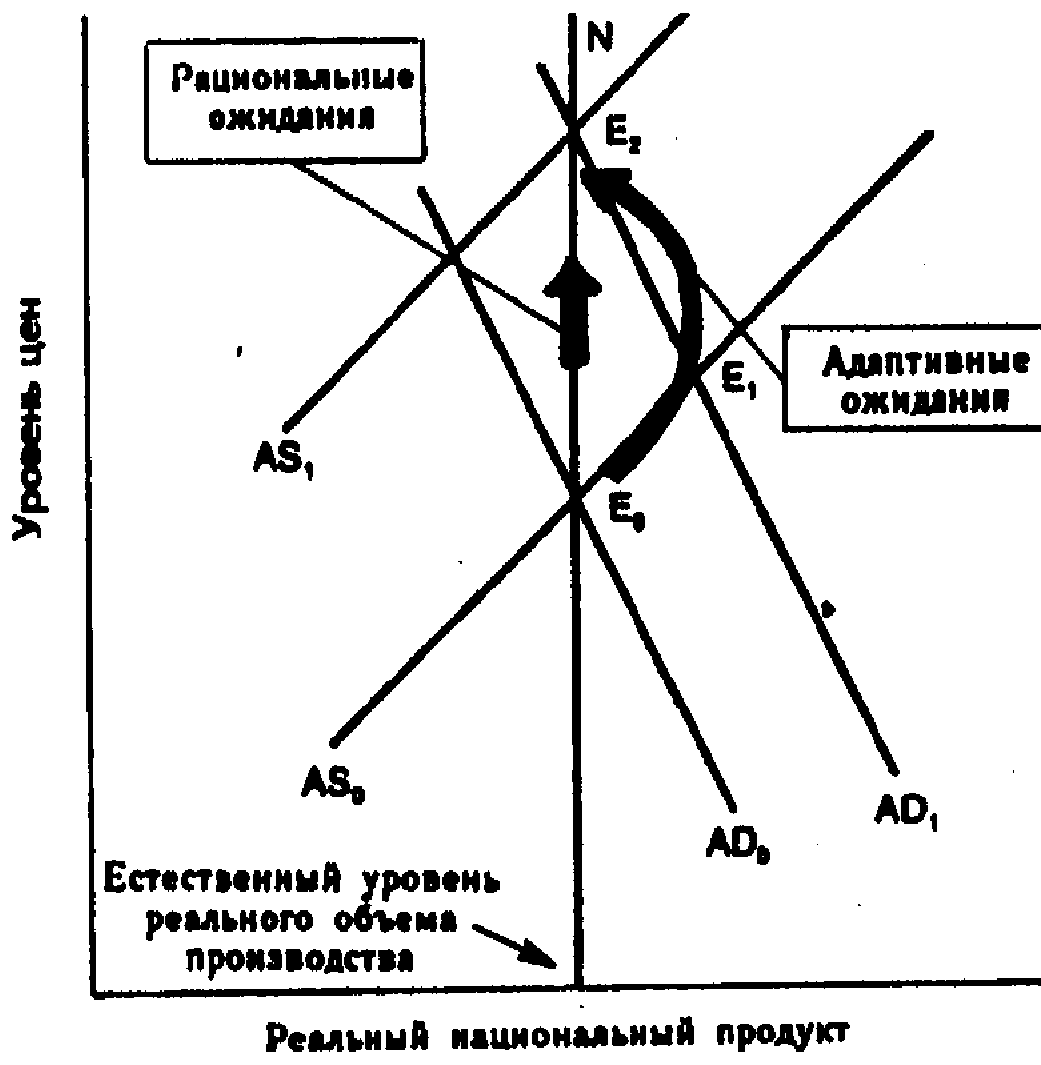 N
Рациональные
ожидания
E₂
Уровень цен
E₁
Адаптивные
ожидания
AS₁
E₀
AS₀
AD₁
AD₀
Естественный уровень
реального объема
производства
Реальный национальный продукт